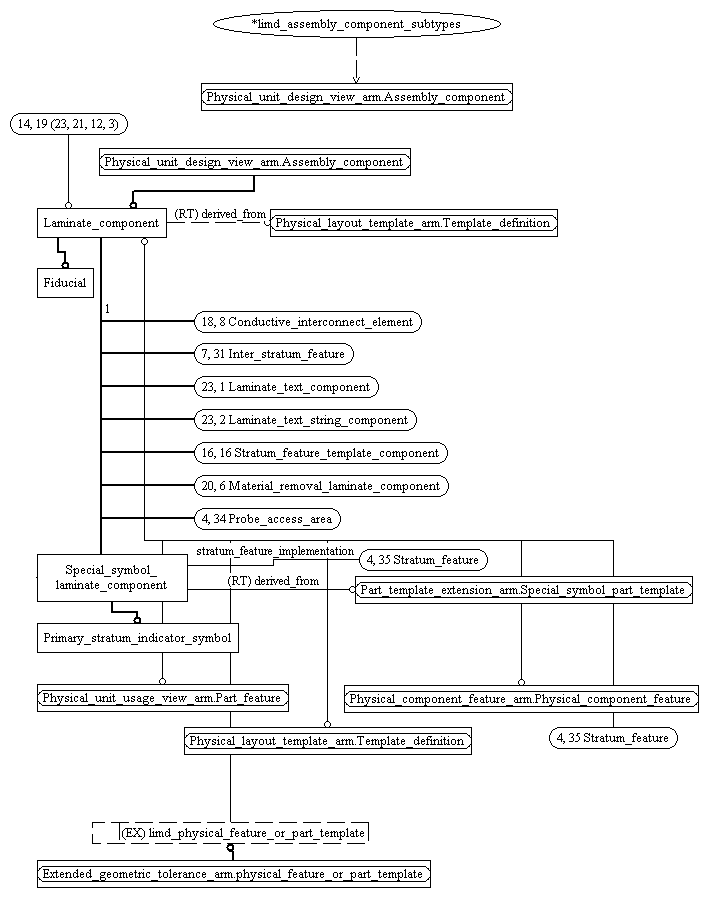 *limd_assembly_component_subtypes
Physical_unit_design_view_arm.Assembly_component
14, 19 (23, 21, 12, 3)
Physical_unit_design_view_arm.Assembly_component
Laminate_component
(RT) derived_from
Physical_layout_template_arm.Template_definition
Fiducial
1
18, 8 Conductive_interconnect_element
7, 31 Inter_stratum_feature
23, 1 Laminate_text_component
23, 2 Laminate_text_string_component
16, 16 Stratum_feature_template_component
20, 6 Material_removal_laminate_component
4, 34 Probe_access_area
stratum_feature_implementation
4, 35 Stratum_feature
Special_symbol_
laminate_component
(RT) derived_from
Part_template_extension_arm.Special_symbol_part_template
Primary_stratum_indicator_symbol
Physical_unit_usage_view_arm.Part_feature
Physical_component_feature_arm.Physical_component_feature
Physical_layout_template_arm.Template_definition
4, 35 Stratum_feature
(EX) limd_physical_feature_or_part_template
Extended_geometric_tolerance_arm.physical_feature_or_part_template